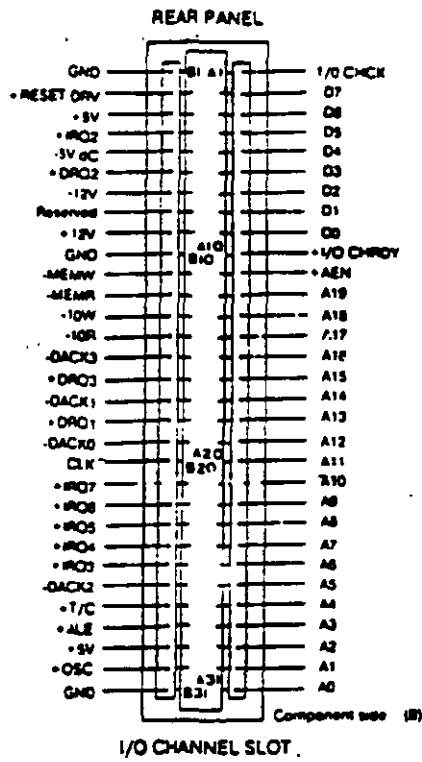 REAR PANEL
GND B1 A1 I/O CHCK
+RESET DRV D7
+5V D6
+IRQ2 D5
-5V dC D4
+DRQ2 D3
-12V D2
Reserved D1
+12V D0
GND A10 B10 +I/O CHRDY
-MEMW +AEN
-MEMR A19
-IOW A18
-IOR A17
-DACK3 A16
+DRQ3 A15
-DACK1 A14
+DRQ1 A13
-DACK0 A12
CLK A20 B20 A11
+IRQ7 A10
+IRQ6 A9
+IRQ5 A8
+IRQ4 A7
+IRQ3 A6
-DACK2 A5
+T/C A4
+ALE A3
+5V A2
+OSC A1
GND A31 B31 A0
Component side (B)
I/O CHANNEL SLOT.